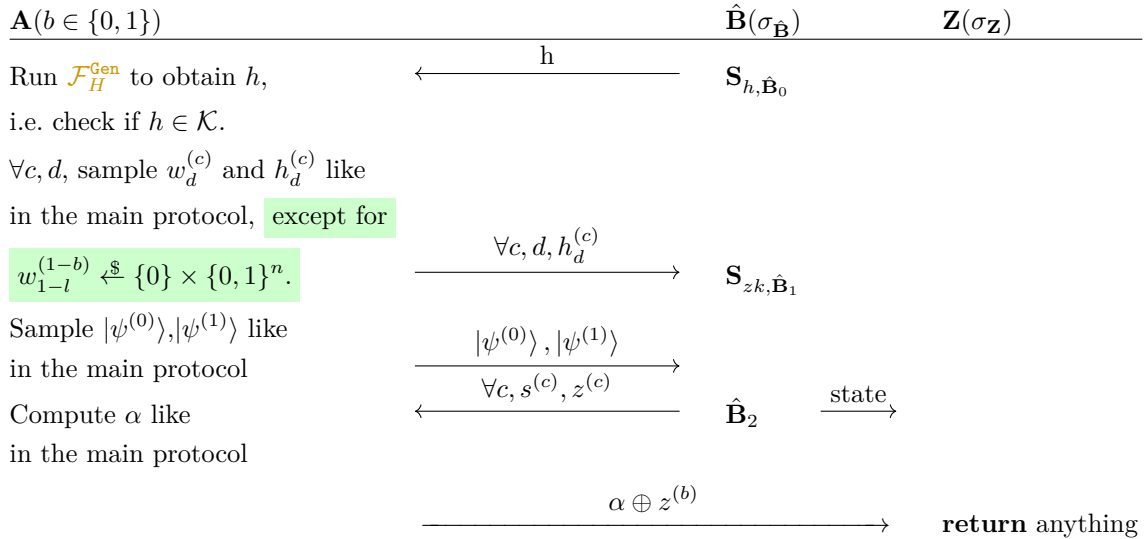 A(b ∈ {0, 1}) B̂(σ_B̂) Z(σ_Z)
Run F_H^Gen to obtain h, h S_{h,B̂_0}
i.e. check if h ∈ K.
∀c, d, sample w_d^{(c)} and h_d^{(c)} like
in the main protocol, except for
w_{1−l}^{(1−b)} ↞$ {0} × {0, 1}^n. ∀c, d, h_d^{(c)} S_{zk,B̂_1}
Sample |ψ^{(0)}⟩,|ψ^{(1)}⟩ like
in the main protocol |ψ^{(0)}⟩ , |ψ^{(1)}⟩
Compute α like ∀c, s^{(c)}, z^{(c)} B̂_2 state
in the main protocol
α ⊕ z^{(b)} return anything